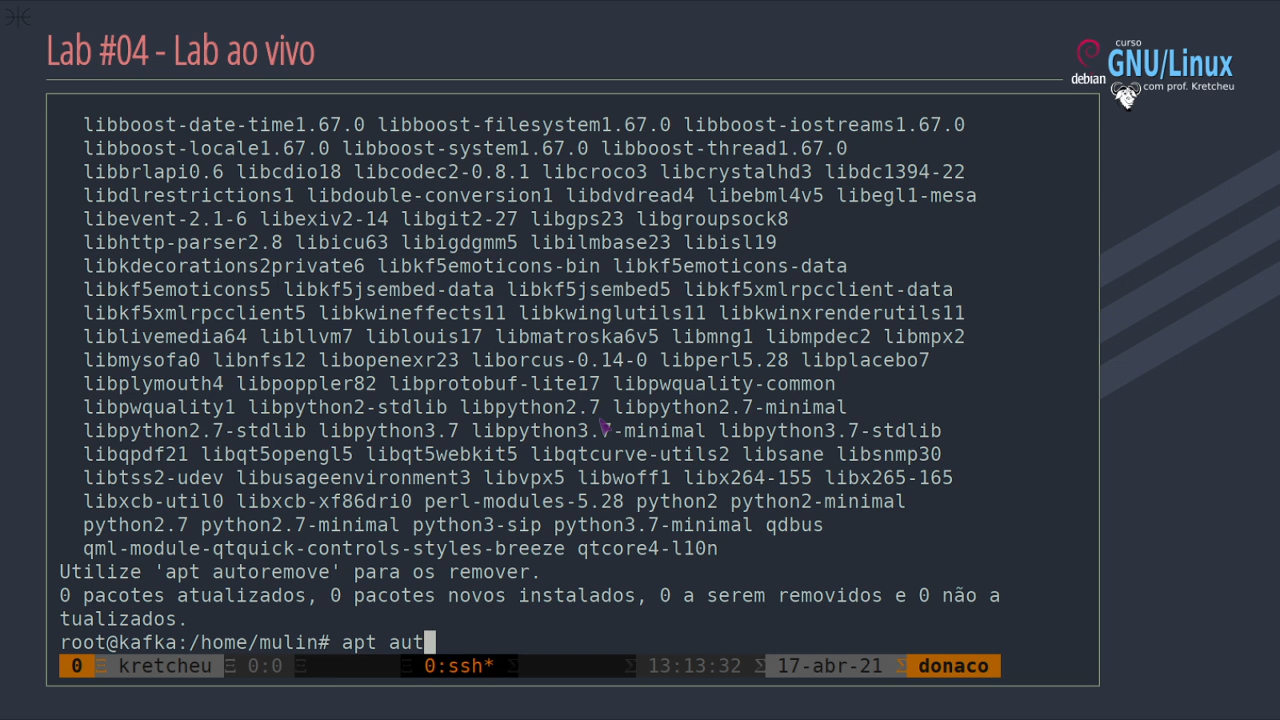 Lab #04 - Lab ao vivo
curso
GNU/Linux
debian
com prof. Kretcheu
libboost-date-time1.67.0 libboost-filesystem1.67.0 libboost-iostreams1.67.0
libboost-locale1.67.0 libboost-system1.67.0 libboost-thread1.67.0
libbrlapi0.6 libcdio18 libcodec2-0.8.1 libcroco3 libcrystalhd3 libdc1394-22
libdlrestrictions1 libdouble-conversion1 libdvdread4 libebml4v5 libegl1-mesa
libevent-2.1-6 libexiv2-14 libgit2-27 libgps23 libgroupsock8
libhttp-parser2.8 libicu63 libigdgmm5 libilmbase23 libisl19
libkdecorations2private6 libkf5emoticons-bin libkf5emoticons-data
libkf5emoticons5 libkf5jsembed-data libkf5jsembed5 libkf5xmlrpcclient-data
libkf5xmlrpcclient5 libkwineffects11 libkwinglutils11 libkwinxrenderutils11
liblivemedia64 libllvm7 liblouis17 libmatroska6v5 libmng1 libmpdec2 libmpx2
libmysofa0 libnfs12 libopenexr23 liborcus-0.14-0 libperl5.28 libplacebo7
libplymouth4 libpoppler82 libprotobuf-lite17 libpwquality-common
libpwquality1 libpython2-stdlib libpython2.7 libpython2.7-minimal
libpython2.7-stdlib libpython3.7 libpython3.7-minimal libpython3.7-stdlib
libqpdf21 libqt5opengl5 libqt5webkit5 libqtcurve-utils2 libsane libsnmp30
libtss2-udev libusageenvironment3 libvpx5 libwoff1 libx264-155 libx265-165
libxcb-util0 libxcb-xf86dri0 perl-modules-5.28 python2 python2-minimal
python2.7 python2.7-minimal python3-sip python3.7-minimal qdbus
qml-module-qtquick-controls-styles-breeze qtcore4-l10n
Utilize 'apt autoremove' para os remover.
0 pacotes atualizados, 0 pacotes novos instalados, 0 a serem removidos e 0 não a
tualizados.
root@kafka:/home/mulin# apt aut
0 Ξ kretcheu Ξ 0:0 Ξ Σ 0:ssh* Σ Σ 13:13:32 Σ 17-abr-21 Σ donaco